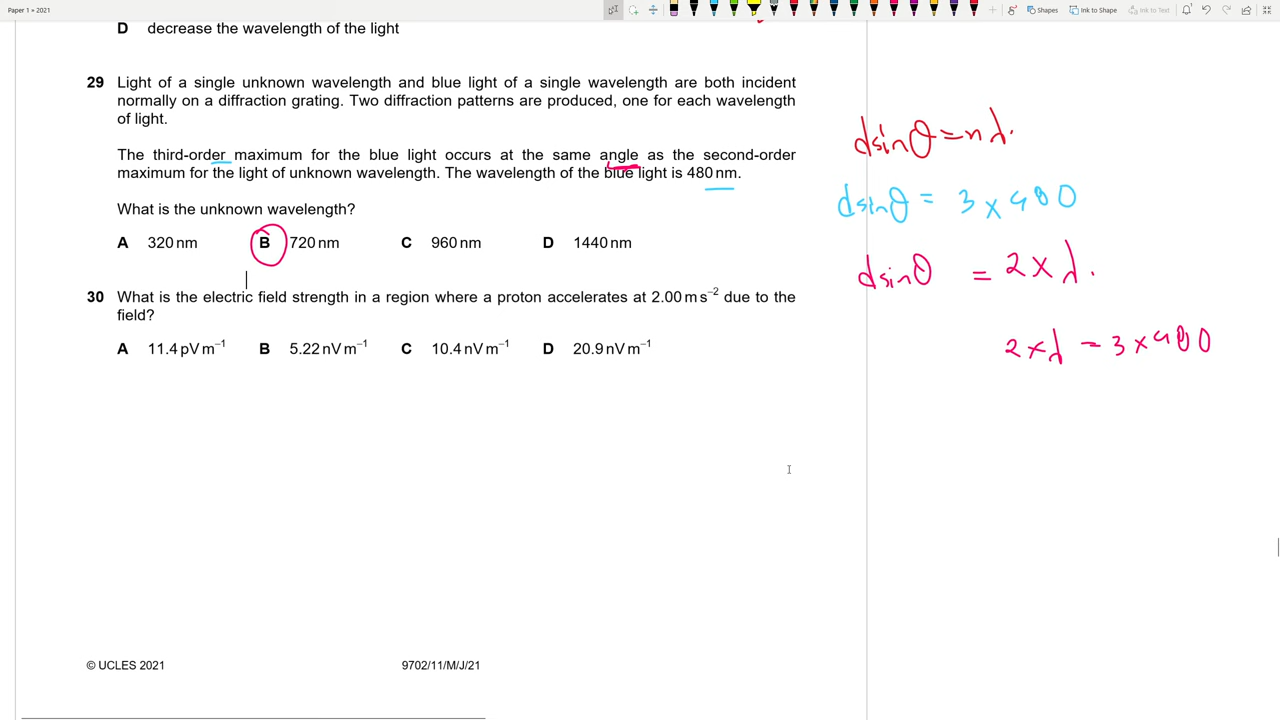 Paper 1 » 2021
Shapes
Ink to Shape
Ink to Text
D decrease the wavelength of the light
29 Light of a single unknown wavelength and blue light of a single wavelength are both incident
normally on a diffraction grating. Two diffraction patterns are produced, one for each wavelength
of light.
The third-order maximum for the blue light occurs at the same angle as the second-order
maximum for the light of unknown wavelength. The wavelength of the blue light is 480 nm.
What is the unknown wavelength?
A 320 nm B 720 nm C 960 nm D 1440 nm
30 What is the electric field strength in a region where a proton accelerates at 2.00 m s⁻² due to the
field?
A 11.4 pV m⁻¹ B 5.22 nV m⁻¹ C 10.4 nV m⁻¹ D 20.9 nV m⁻¹
© UCLES 2021 9702/11/M/J/21
dsinθ = nλ.
dsinθ = 3 × 480
dsinθ = 2 × λ.
2 × λ = 3 × 480